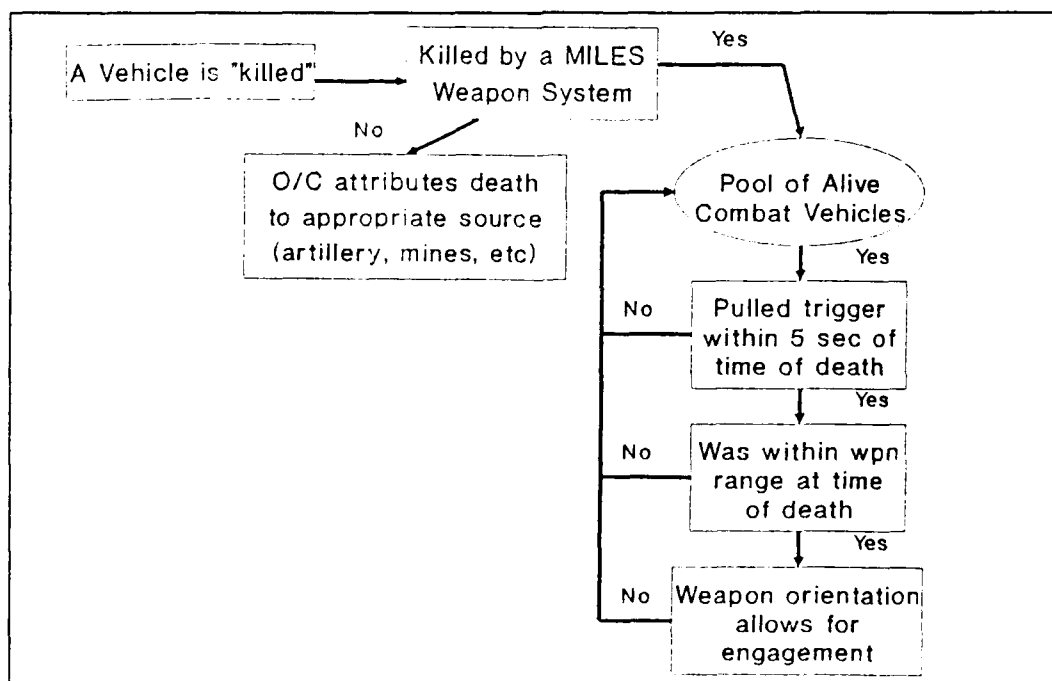 A Vehicle is "killed"
Killed by a MILES
Weapon System
Yes
No
O/C attributes death
to appropriate source
(artillery, mines, etc)
Pool of Alive
Combat Vehicles
Yes
No
Pulled trigger
within 5 sec of
time of death
Yes
No
Was within wpn
range at time
of death
Yes
No
Weapon orientation
allows for
engagement